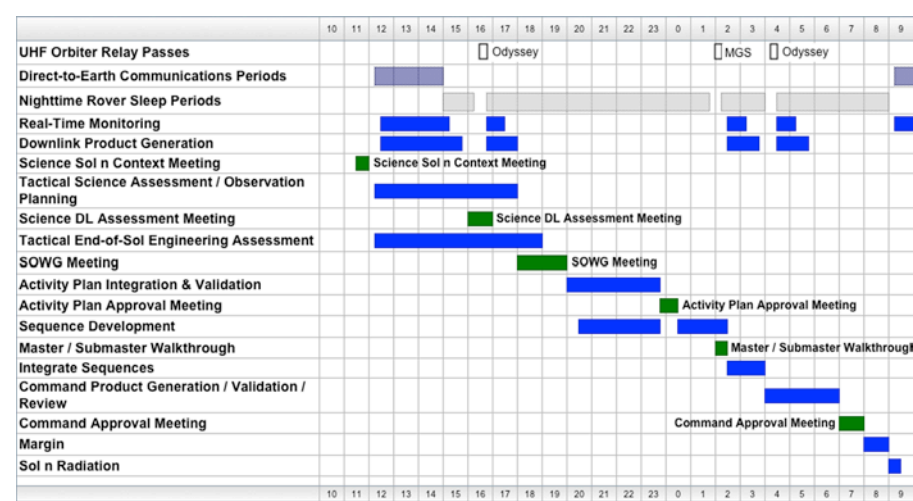 10 11 12 13 14 15 16 17 18 19 20 21 22 23 0 1 2 3 4 5 6 7 8 9
UHF Orbiter Relay Passes Odyssey MGS Odyssey
Direct-to-Earth Communications Periods
Nighttime Rover Sleep Periods
Real-Time Monitoring
Downlink Product Generation
Science Sol n Context Meeting Science Sol n Context Meeting
Tactical Science Assessment / Observation
Planning
Science DL Assessment Meeting Science DL Assessment Meeting
Tactical End-of-Sol Engineering Assessment
SOWG Meeting SOWG Meeting
Activity Plan Integration & Validation
Activity Plan Approval Meeting Activity Plan Approval Meeting
Sequence Development
Master / Submaster Walkthrough Master / Submaster Walkthrough
Integrate Sequences
Command Product Generation / Validation /
Review
Command Approval Meeting Command Approval Meeting
Margin
Sol n Radiation
10 11 12 13 14 15 16 17 18 19 20 21 22 23 0 1 2 3 4 5 6 7 8 9